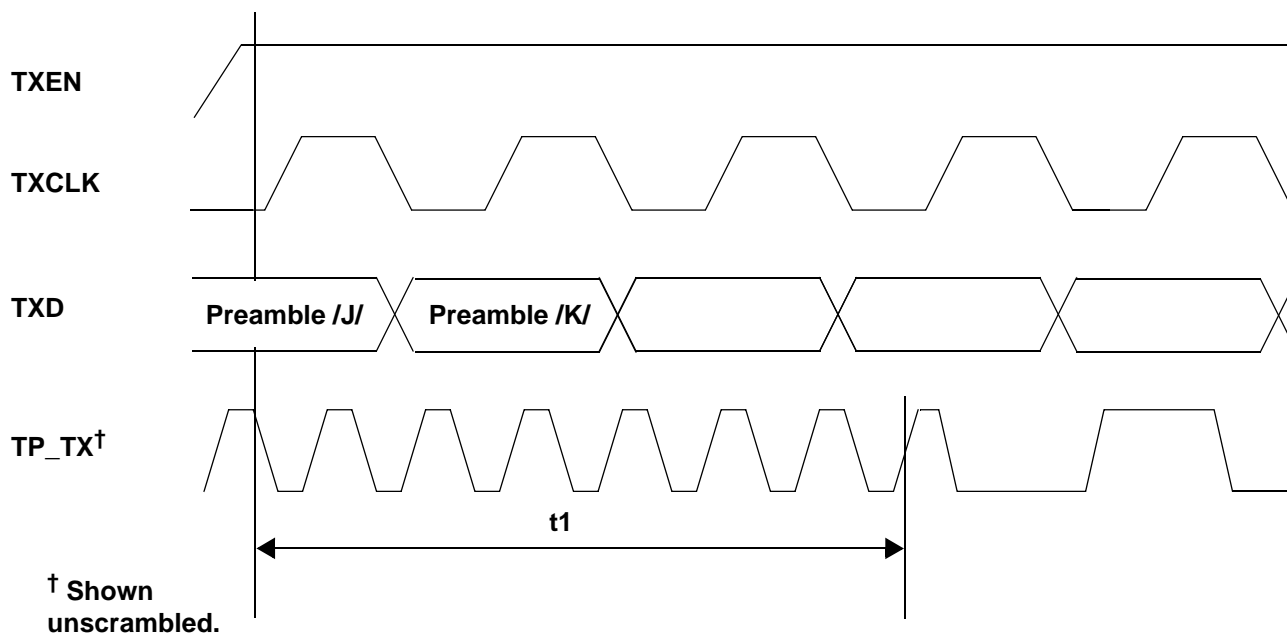 TXEN
TXCLK
TXD
Preamble /J/
Preamble /K/
TP_TX†
t1
† Shown
unscrambled.